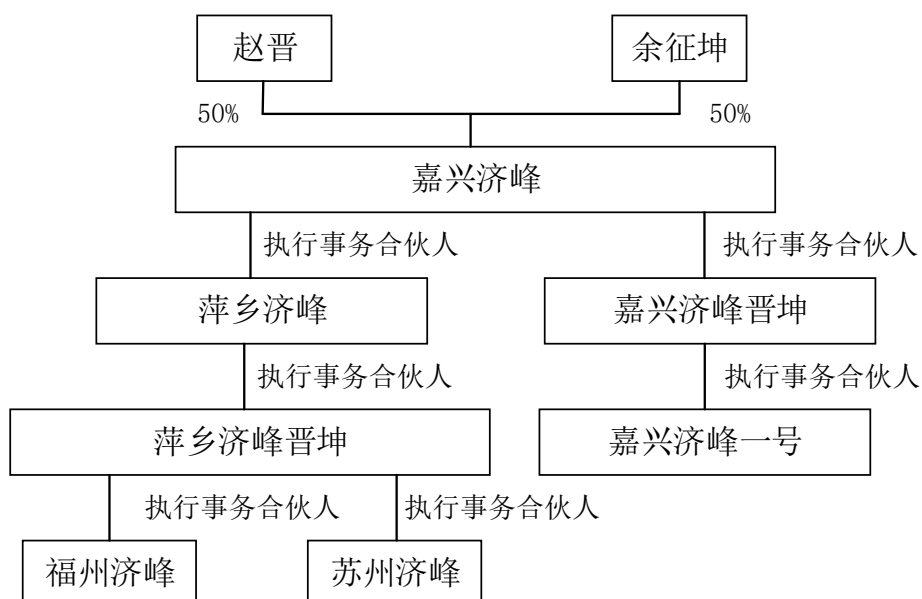 赵晋
余征坤
50%
50%
嘉兴济峰
执行事务合伙人
执行事务合伙人
萍乡济峰
嘉兴济峰晋坤
执行事务合伙人
执行事务合伙人
萍乡济峰晋坤
嘉兴济峰一号
执行事务合伙人
执行事务合伙人
福州济峰
苏州济峰